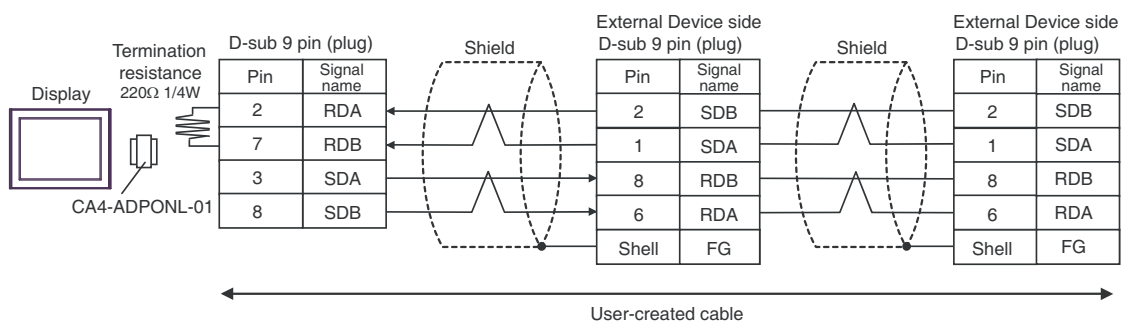 External Device side
External Device side
Termination
resistance
220Ω 1/4W
D-sub 9 pin (plug)
Shield
D-sub 9 pin (plug)
Shield
D-sub 9 pin (plug)
Display
CA4-ADPONL-01
Pin Signal name
2 RDA
7 RDB
3 SDA
8 SDB
Pin Signal name
2 SDB
1 SDA
8 RDB
6 RDA
Shell FG
Pin Signal name
2 SDB
1 SDA
8 RDB
6 RDA
Shell FG
User-created cable